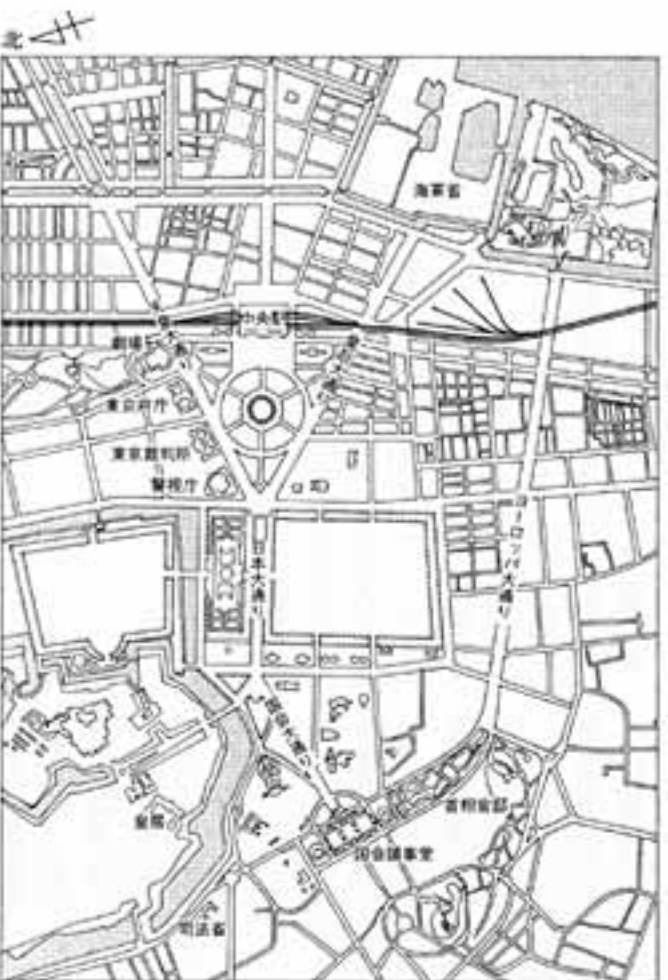 北
海軍省
中央駅
劇場
東京府庁
東京裁判所
警視庁
日本大通り
ヨーロッパ大通り
国会大通り
皇居
首相官邸
国会議事堂
司法省